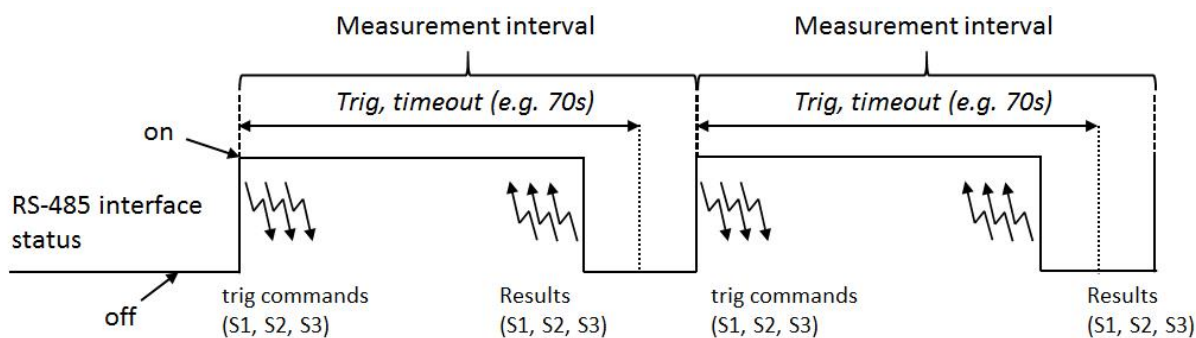 Measurement interval
Measurement interval
Trig, timeout (e.g. 70s)
Trig, timeout (e.g. 70s)
on
RS-485 interface
status
off
trig commands
(S1, S2, S3)
Results
(S1, S2, S3)
trig commands
(S1, S2, S3)
Results
(S1, S2, S3)